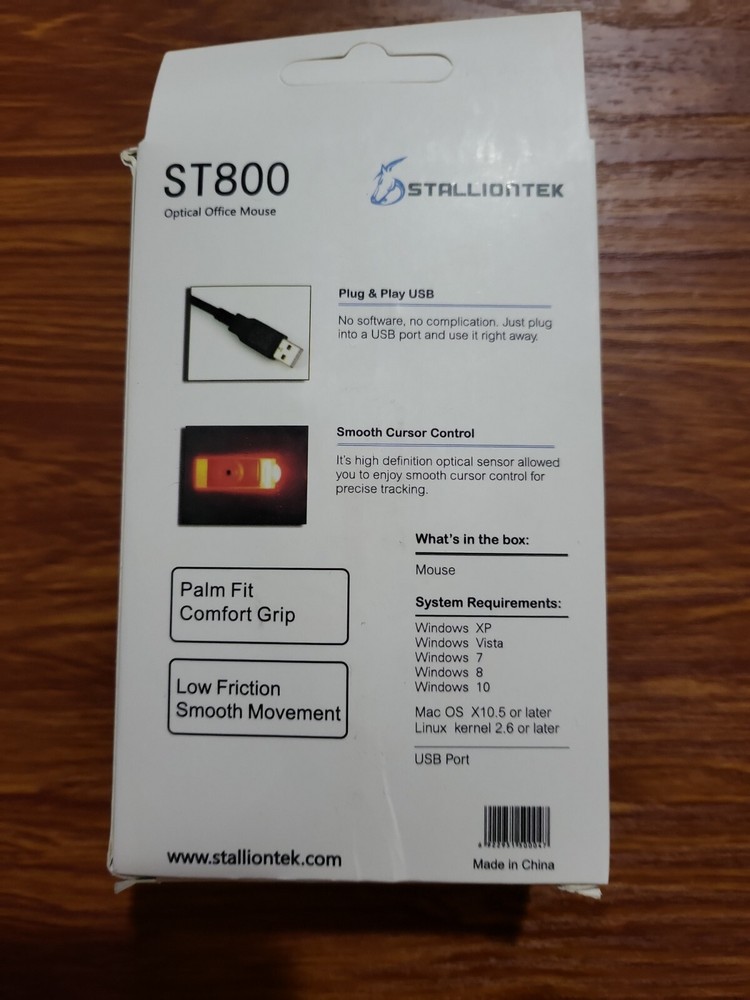 ST800
Optical Office Mouse
STALLIONTEK
Plug & Play USB
No software, no complication. Just plug
into a USB port and use it right away.
Smooth Cursor Control
It's high definition optical sensor allowed
you to enjoy smooth cursor control for
precise tracking.
Palm Fit
Comfort Grip
Low Friction
Smooth Movement
What's in the box:
Mouse
System Requirements:
Windows XP
Windows Vista
Windows 7
Windows 8
Windows 10
Mac OS X10.5 or later
Linux kernel 2.6 or later
USB Port
www.stalliontek.com
Made in China